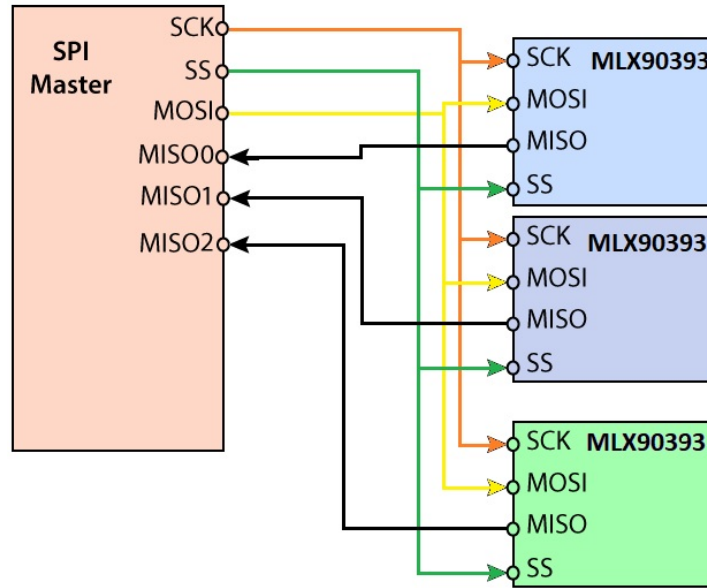 SPI
Master
SCK
SS
MOSI
MISO0
MISO1
MISO2
SCK MLX90393
MOSI
MISO
SS
SCK MLX90393
MOSI
MISO
SS
SCK MLX90393
MOSI
MISO
SS